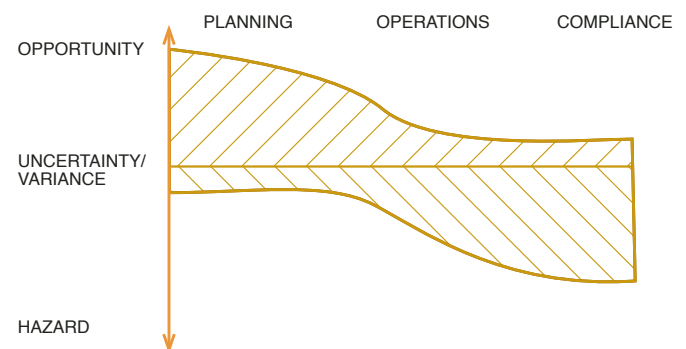 PLANNING OPERATIONS COMPLIANCE
OPPORTUNITY
UNCERTAINTY/
VARIANCE
HAZARD